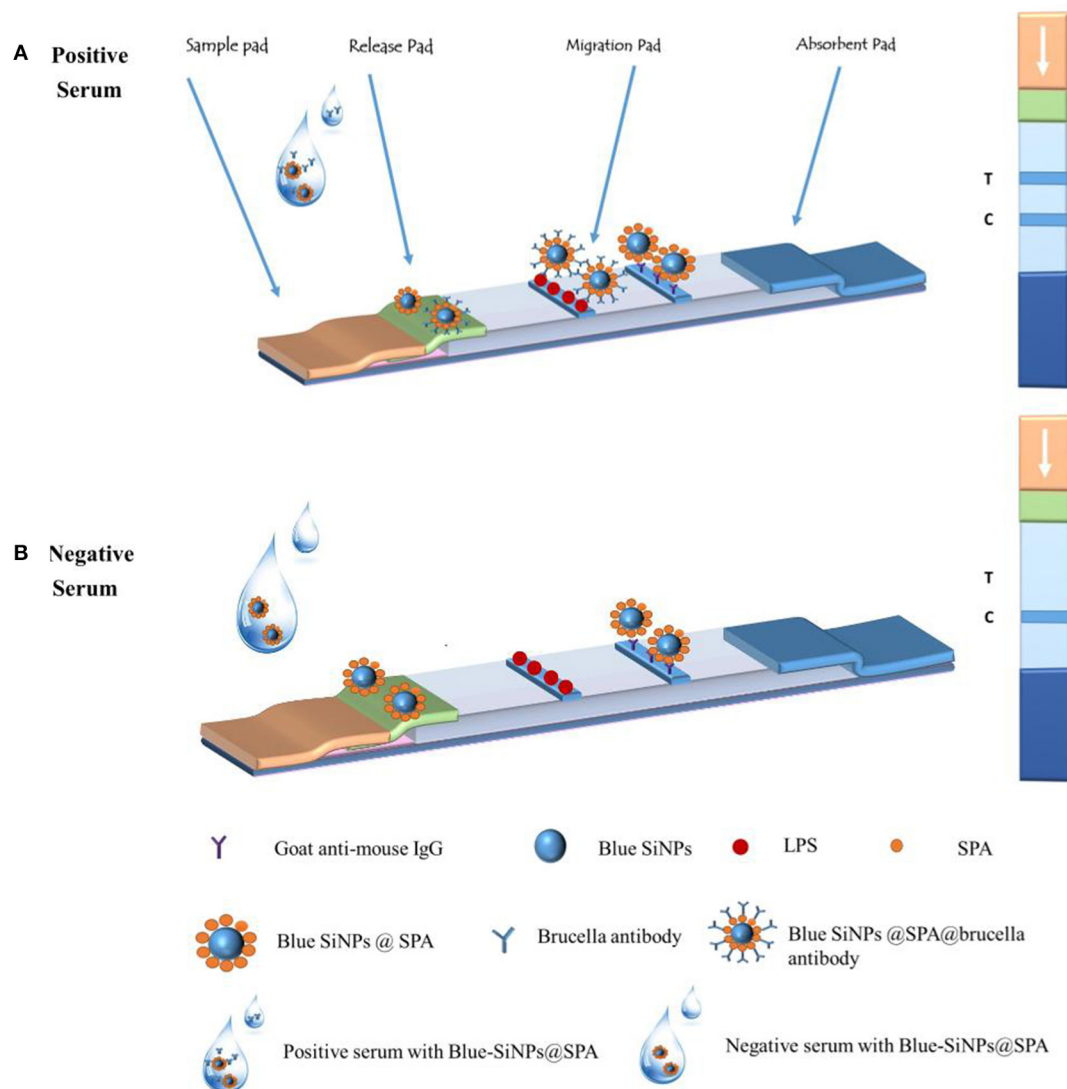 A Positive Serum
Sample pad
Release Pad
Migration Pad
Absorbent Pad
T
C
B Negative Serum
T
C
Goat anti-mouse IgG
Blue SiNPs
LPS
SPA
Blue SiNPs @ SPA
Brucella antibody
Blue SiNPs @SPA@brucella
antibody
Positive serum with Blue-SiNPs@SPA
Negative serum with Blue-SiNPs@SPA